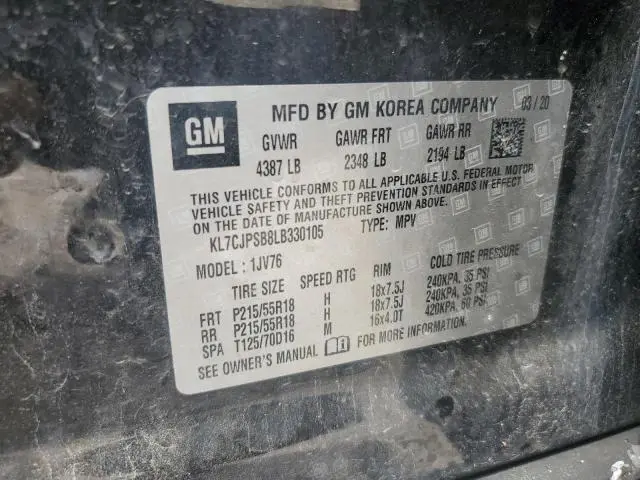 GM
MFD BY GM KOREA COMPANY 03/20
GVWR GAWR FRT GAWR RR
4387 LB 2348 LB 2194 LB
THIS VEHICLE CONFORMS TO ALL APPLICABLE U.S. FEDERAL MOTOR
VEHICLE SAFETY AND THEFT PREVENTION STANDARDS IN EFFECT
ON THE DATE OF MANUFACTURE SHOWN ABOVE.
KL7CJPSB8LB330105 TYPE: MPV
MODEL: 1JV76
TIRE SIZE SPEED RTG RIM COLD TIRE PRESSURE
FRT P215/55R18 H 18x7.5J 240KPA, 35 PSI
RR P215/55R18 H 18x7.5J 240KPA, 35 PSI
SPA T125/70D16 M 16x4.0T 420KPA, 60 PSI
SEE OWNER'S MANUAL FOR MORE INFORMATION.